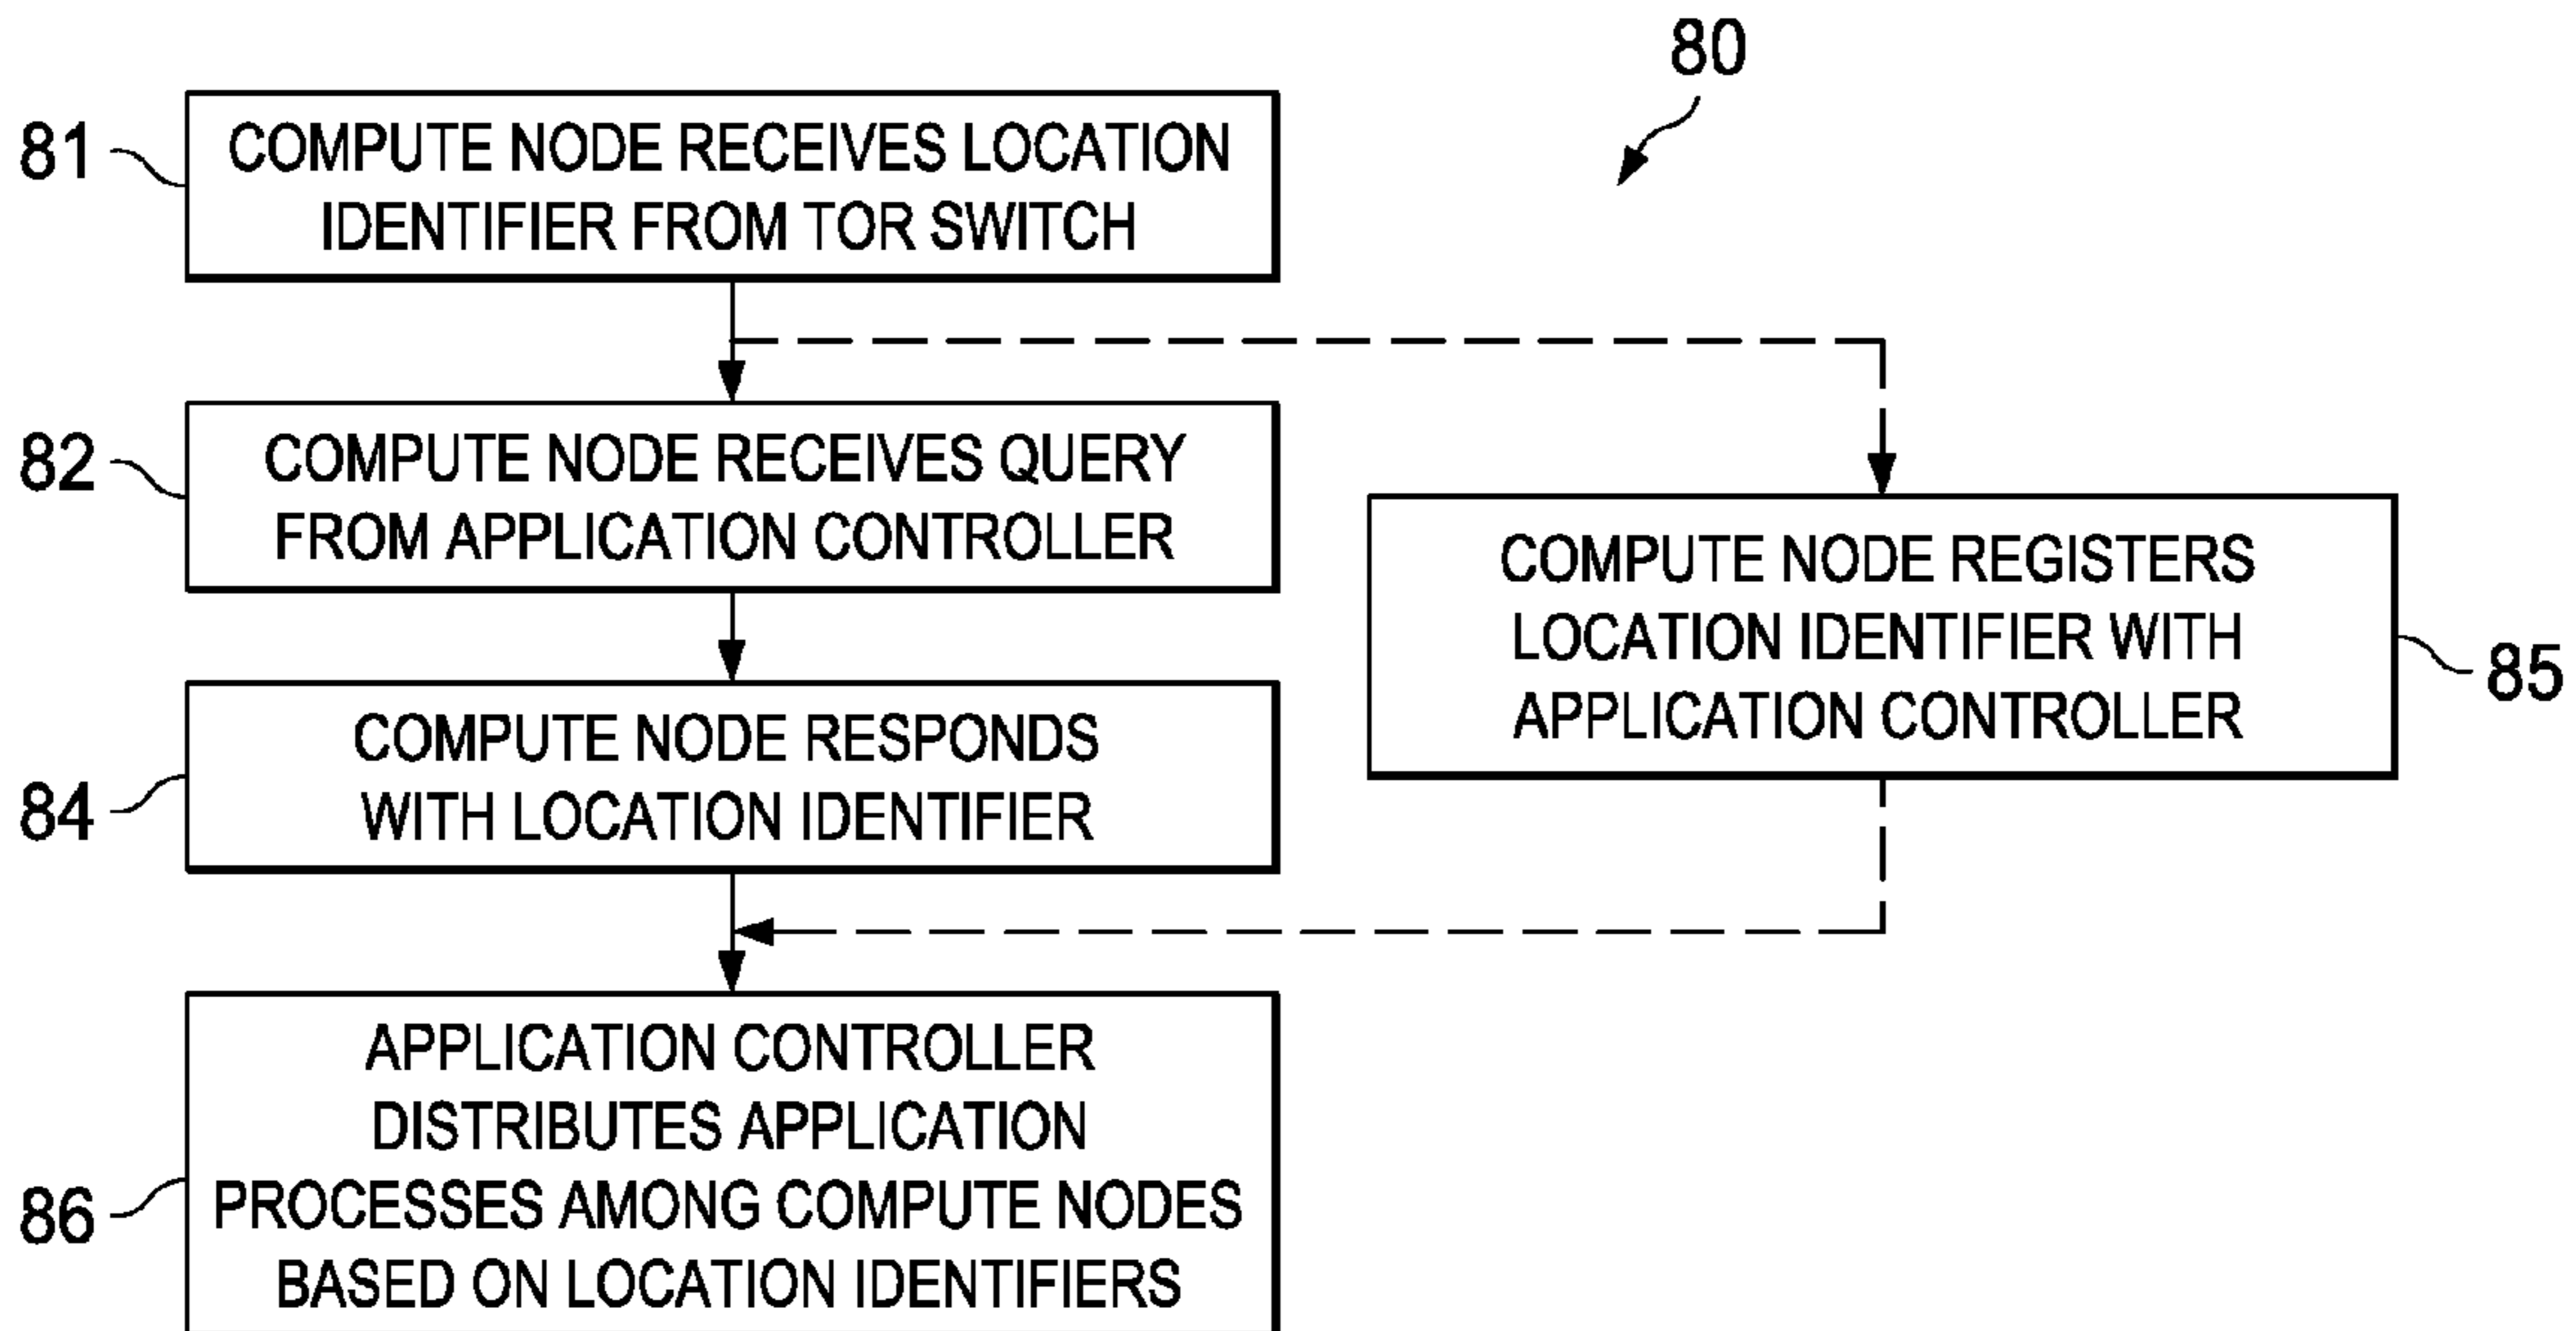 80
81
COMPUTE NODE RECEIVES LOCATION
IDENTIFIER FROM TOR SWITCH
82
COMPUTE NODE RECEIVES QUERY
FROM APPLICATION CONTROLLER
COMPUTE NODE REGISTERS
LOCATION IDENTIFIER WITH
APPLICATION CONTROLLER
85
84
COMPUTE NODE RESPONDS
WITH LOCATION IDENTIFIER
86
APPLICATION CONTROLLER
DISTRIBUTES APPLICATION
PROCESSES AMONG COMPUTE NODES
BASED ON LOCATION IDENTIFIERS